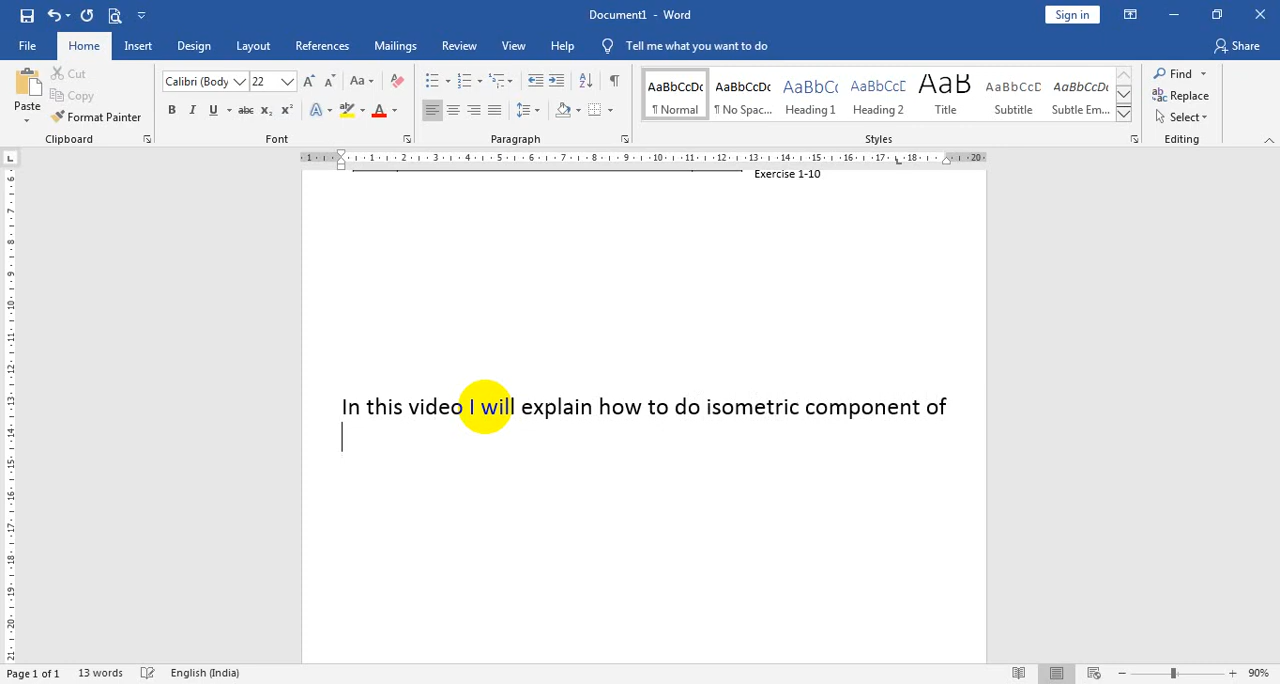 Document1 - Word
Sign in
File Home Insert Design Layout References Mailings Review View Help Tell me what you want to do Share
Paste
Cut
Copy
Format Painter
Clipboard
Calibri (Body 22
Font
Paragraph
AaBbCcDc AaBbCcDc AaBbCc AaBbCcD AaB AaBbCcD AaBbCcDc
¶ Normal ¶ No Spac... Heading 1 Heading 2 Title Subtitle Subtle Em...
Styles
Find
Replace
Select
Editing
Exercise 1-10
In this video I will explain how to do isometric component of
Page 1 of 1 13 words English (India) 90%